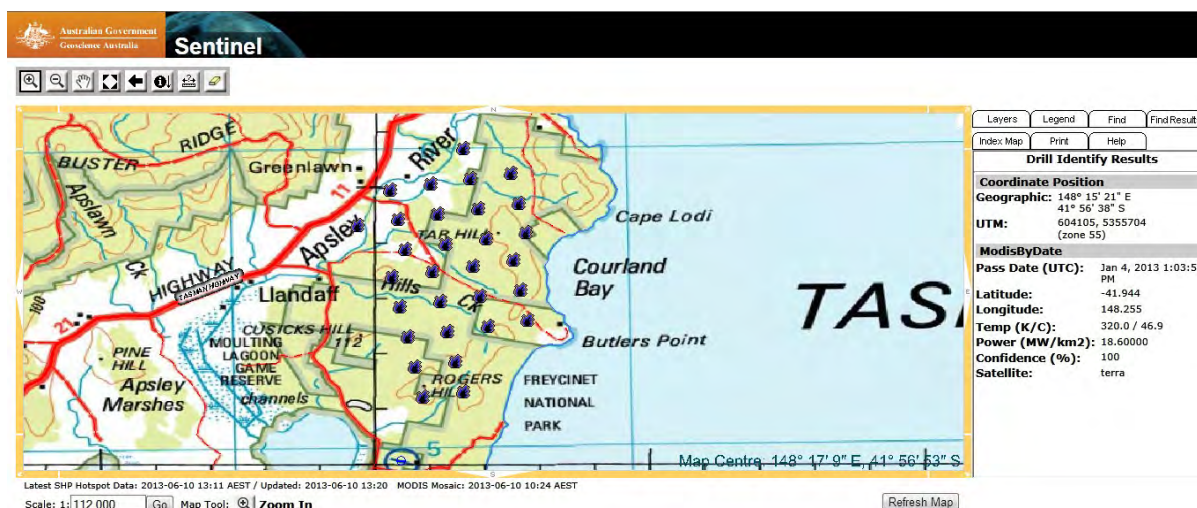 Australian Government
Geoscience Australia
Sentinel
N
Layers
Legend
Find
Find Result
Index Map
Print
Help
Drill Identify Results
Coordinate Position
Geographic: 148° 15' 21" E
41° 56' 38" S
UTM: 604105, 5355704
(zone 55)
ModisByDate
Pass Date (UTC): Jan 4, 2013 1:03:5
PM
Latitude: -41.944
Longitude: 148.255
Temp (K/C): 320.0 / 46.9
Power (MW/km2): 18.60000
Confidence (%): 100
Satellite: terra
BUSTER RIDGE
Greenlawn
River
11
Apslawn
Ck
Apsley
TAR HILL
Cape Lodi
HIGHWAY
TASMAN HIGHWAY
Courland
Bay
TAS
100
Llandaff
Hills
Ck
21
CUSICKS HILL
112
Butlers Point
PINE
HILL
MOULTING
LAGOON
GAME
RESERVE
Apsley
Marshes
channels
ROGERS
HILL
FREYCINET
NATIONAL
PARK
5
Map Centre 148° 17' 9" E, 41° 56' 53" S
S
Latest SHP Hotspot Data: 2013-06-10 13:11 AEST / Updated: 2013-06-10 13:20 MODIS Mosaic: 2013-06-10 10:24 AEST
Scale: 1: 112 000 Go Map Tool: Zoom In
Refresh Map